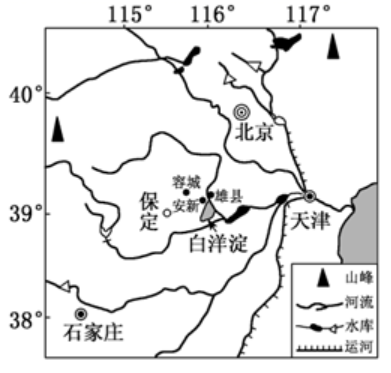 115° 116° 117°
40°
北京
容城
雄县
保定
安新
39°
天津
白洋淀
38°
石家庄
山峰
河流
水库
运河